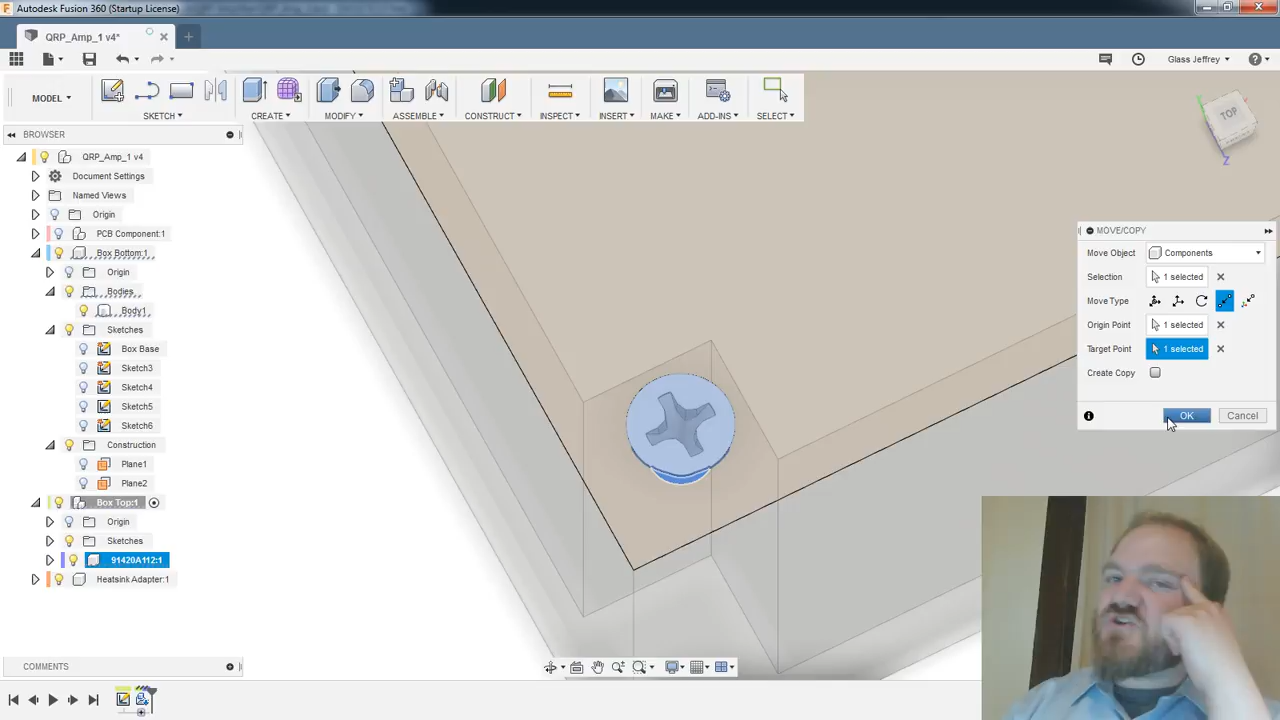 Autodesk Fusion 360 (Startup License)
QRP_Amp_1 v4*
Glass Jeffrey
MODEL
SKETCH
CREATE
MODIFY
ASSEMBLE
CONSTRUCT
INSPECT
INSERT
MAKE
ADD-INS
SELECT
BROWSER
QRP_Amp_1 v4
Document Settings
Named Views
Origin
PCB Component:1
Box Bottom:1
Origin
Bodies
Body1
Sketches
Box Base
Sketch3
Sketch4
Sketch5
Sketch6
Construction
Plane1
Plane2
Box Top:1
Origin
Sketches
91420A112:1
Heatsink Adapter:1
TOP
Z
MOVE/COPY
Move Object Components
Selection 1 selected
Move Type
Origin Point 1 selected
Target Point 1 selected
Create Copy
OK Cancel
COMMENTS